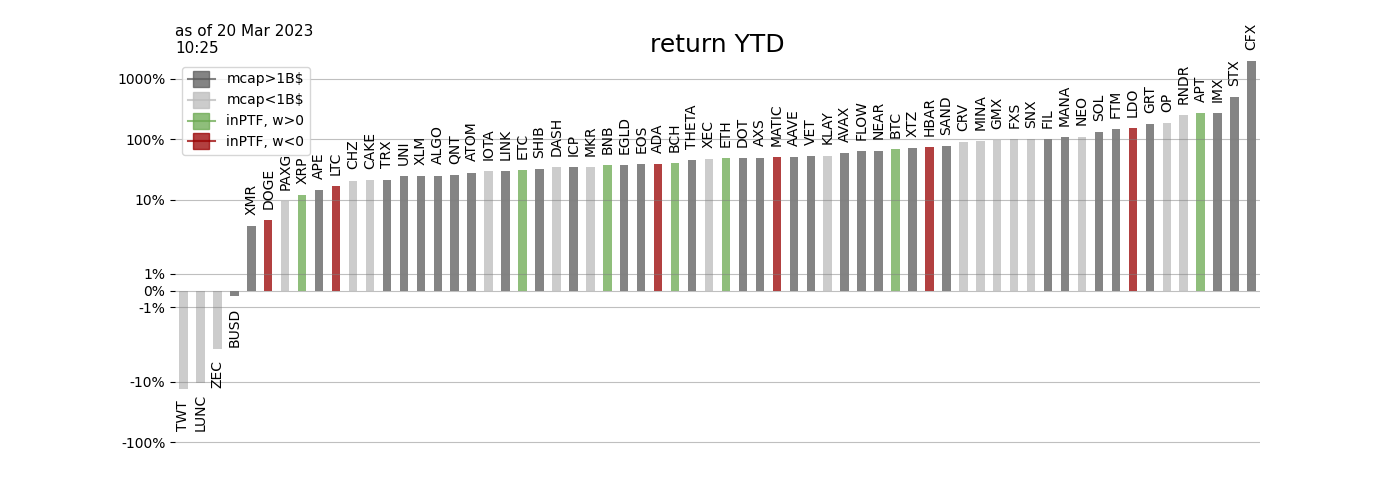 as of 20 Mar 2023
10:25
return YTD
1000%
100%
10%
1%
0%
-1%
-10%
-100%
mcap>1B$
mcap<1B$
inPTF, w>0
inPTF, w<0
TWT
LUNC
ZEC
BUSD
XMR
DOGE
PAXG
XRP
APE
LTC
CHZ
CAKE
TRX
UNI
XLM
ALGO
QNT
ATOM
IOTA
LINK
ETC
SHIB
DASH
ICP
MKR
BNB
EGLD
EOS
ADA
BCH
THETA
XEC
ETH
DOT
AXS
MATIC
AAVE
VET
KLAY
AVAX
FLOW
NEAR
BTC
XTZ
HBAR
SAND
CRV
MINA
GMX
FXS
SNX
FIL
MANA
NEO
SOL
FTM
LDO
GRT
OP
RNDR
APT
IMX
STX
CFX